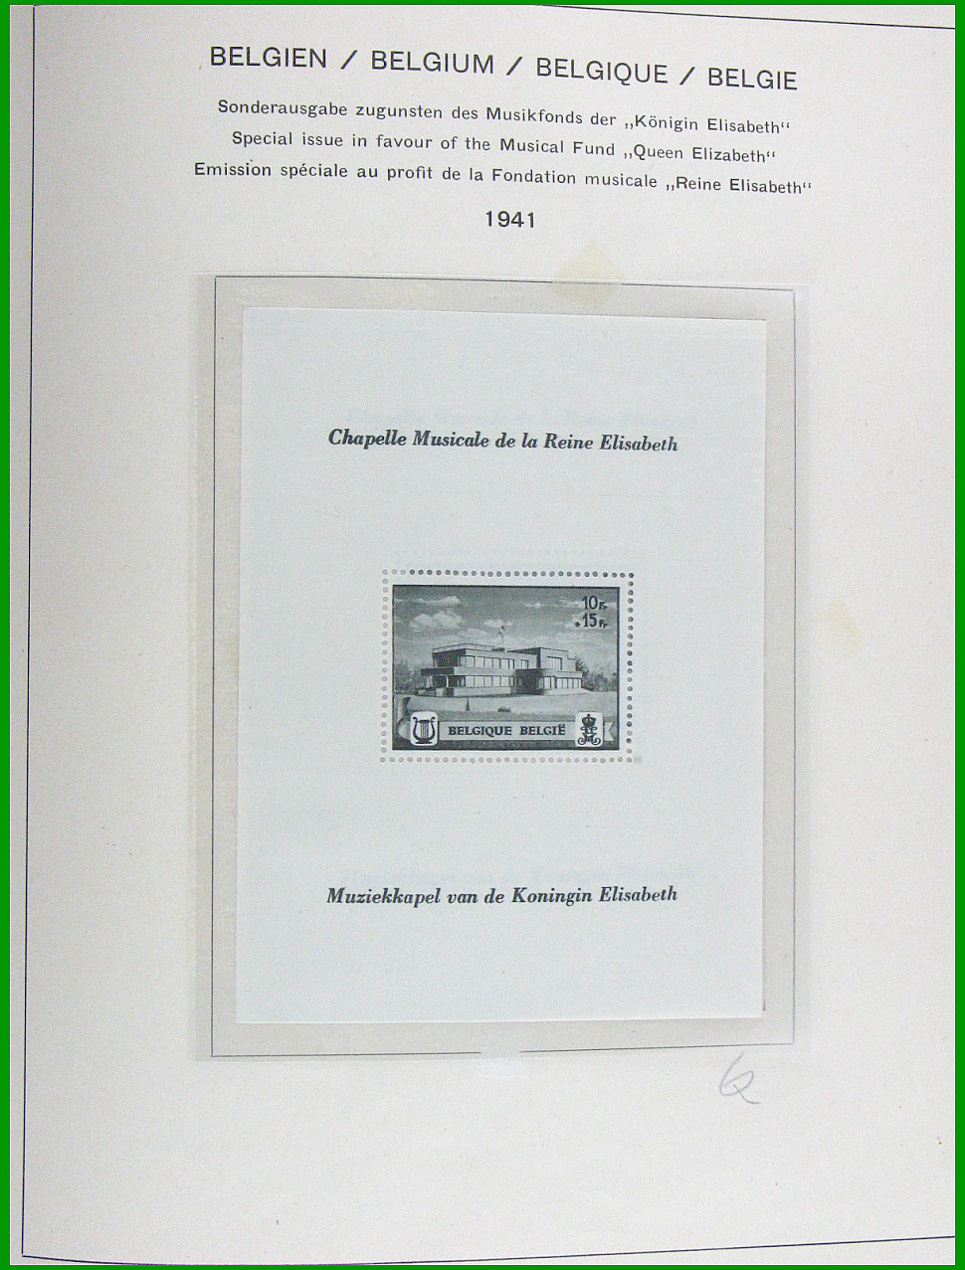 BELGIEN / BELGIUM / BELGIQUE / BELGIE
Sonderausgabe zugunsten des Musikfonds der „Königin Elisabeth“
Special issue in favour of the Musical Fund „Queen Elizabeth“
Emission spéciale au profit de la Fondation musicale „Reine Elisabeth“
1941
Chapelle Musicale de la Reine Elisabeth
10Fr
+15Fr
BELGIQUE BELGIË
Muziekkapel van de Koningin Elisabeth